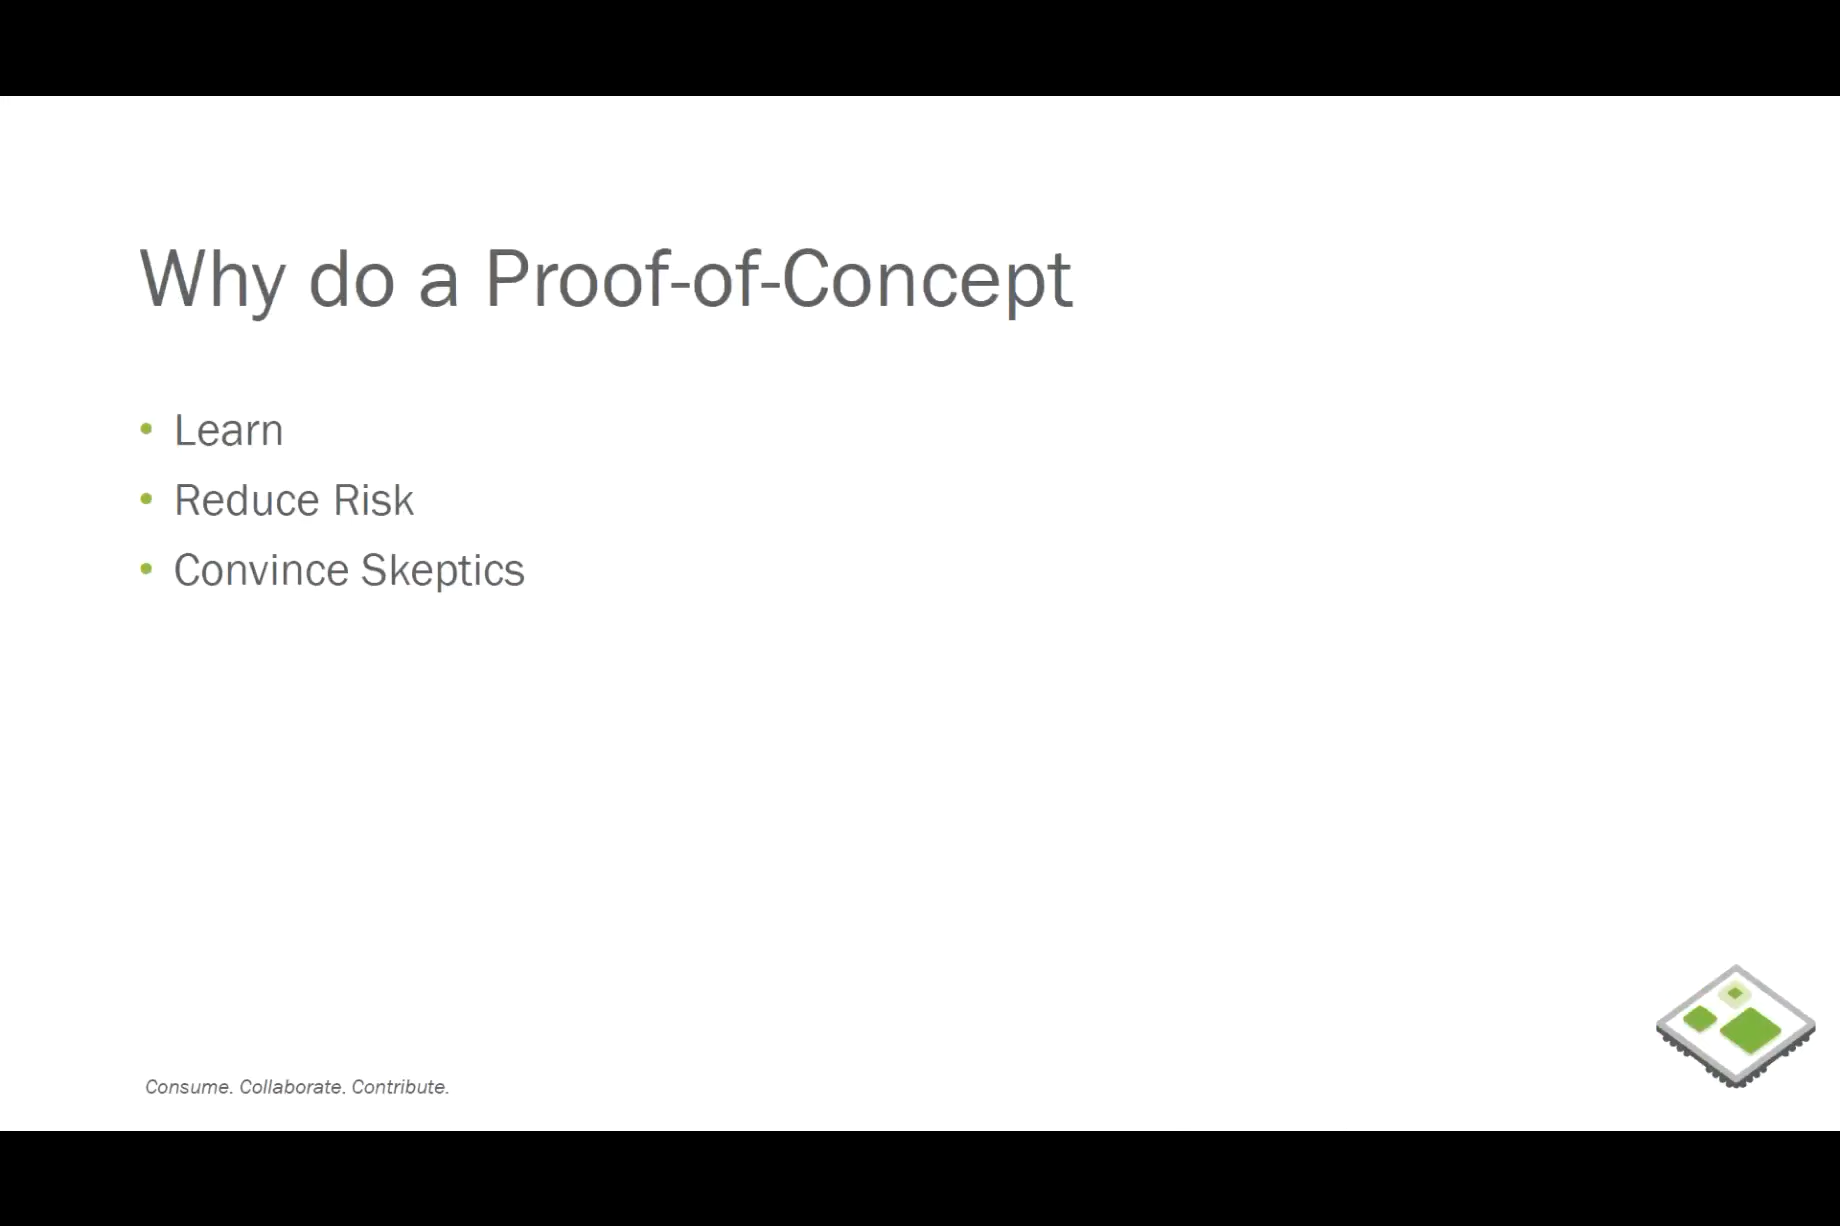 Why do a Proof-of-Concept
• Learn
• Reduce Risk
• Convince Skeptics
Consume. Collaborate. Contribute.